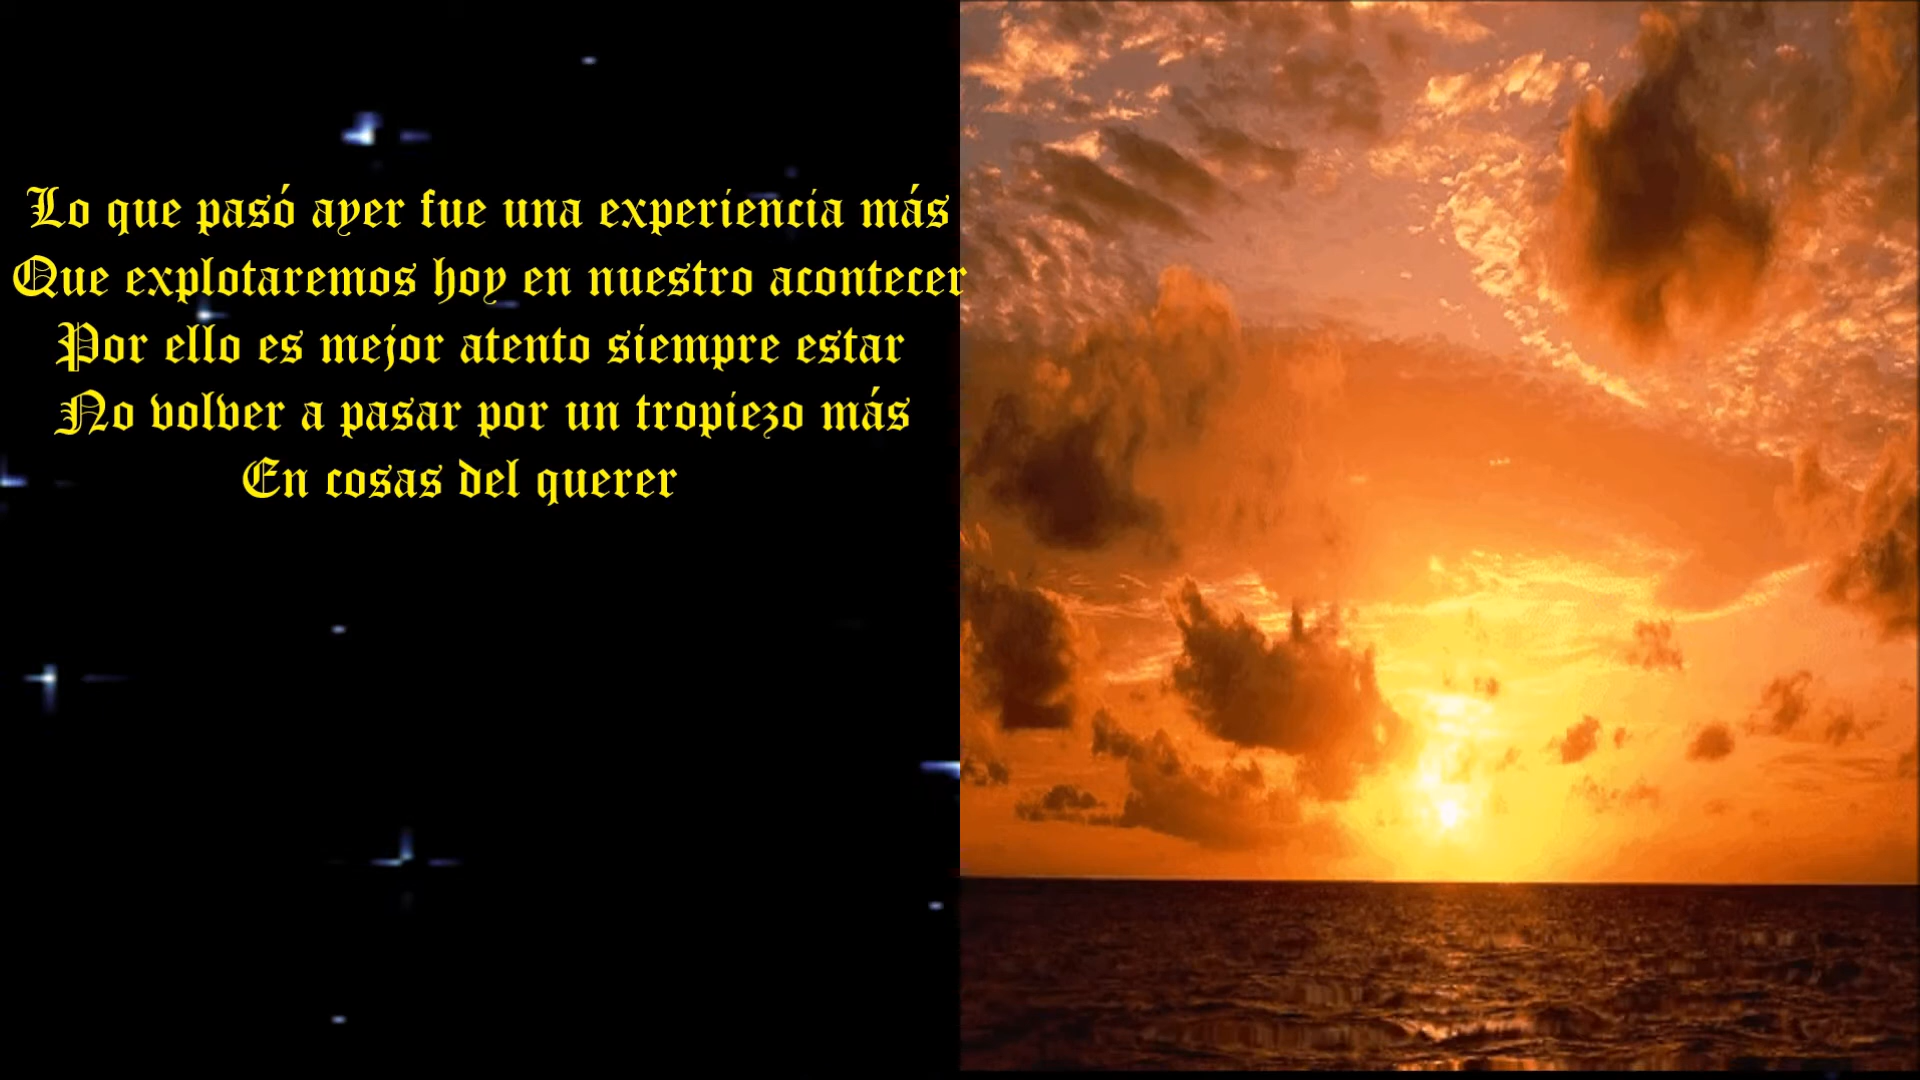 Lo que pasó ayer fue una experiencia más
Que explotaremos hoy en nuestro acontecer
Por ello es mejor atento siempre estar
No volver a pasar por un tropiezo más
En cosas del querer